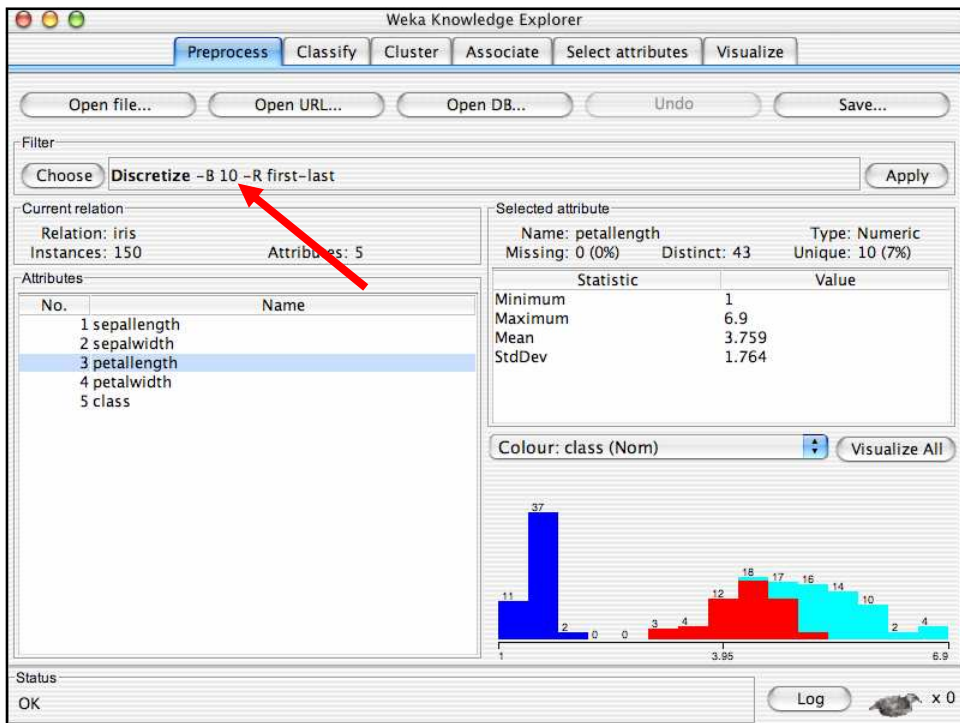 Weka Knowledge Explorer
Preprocess Classify Cluster Associate Select attributes Visualize
Open file... Open URL... Open DB... Undo Save...
Filter
Choose Discretize -B 10 -R first-last Apply
Current relation
Relation: iris
Instances: 150 Attributes: 5
Attributes
No. Name
1 sepallength
2 sepalwidth
3 petallength
4 petalwidth
5 class
Selected attribute
Name: petallength Type: Numeric
Missing: 0 (0%) Distinct: 43 Unique: 10 (7%)
Statistic Value
Minimum 1
Maximum 6.9
Mean 3.759
StdDev 1.764
Colour: class (Nom) Visualize All
11 37 2 0 0 3 4 12 18 17 16 14 10 2 4
1 3.95 6.9
Status
OK
Log x 0